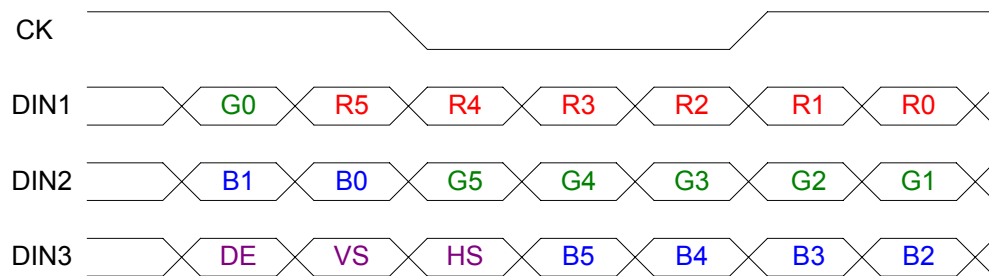 CK
DIN1 G0 R5 R4 R3 R2 R1 R0
DIN2 B1 B0 G5 G4 G3 G2 G1
DIN3 DE VS HS B5 B4 B3 B2